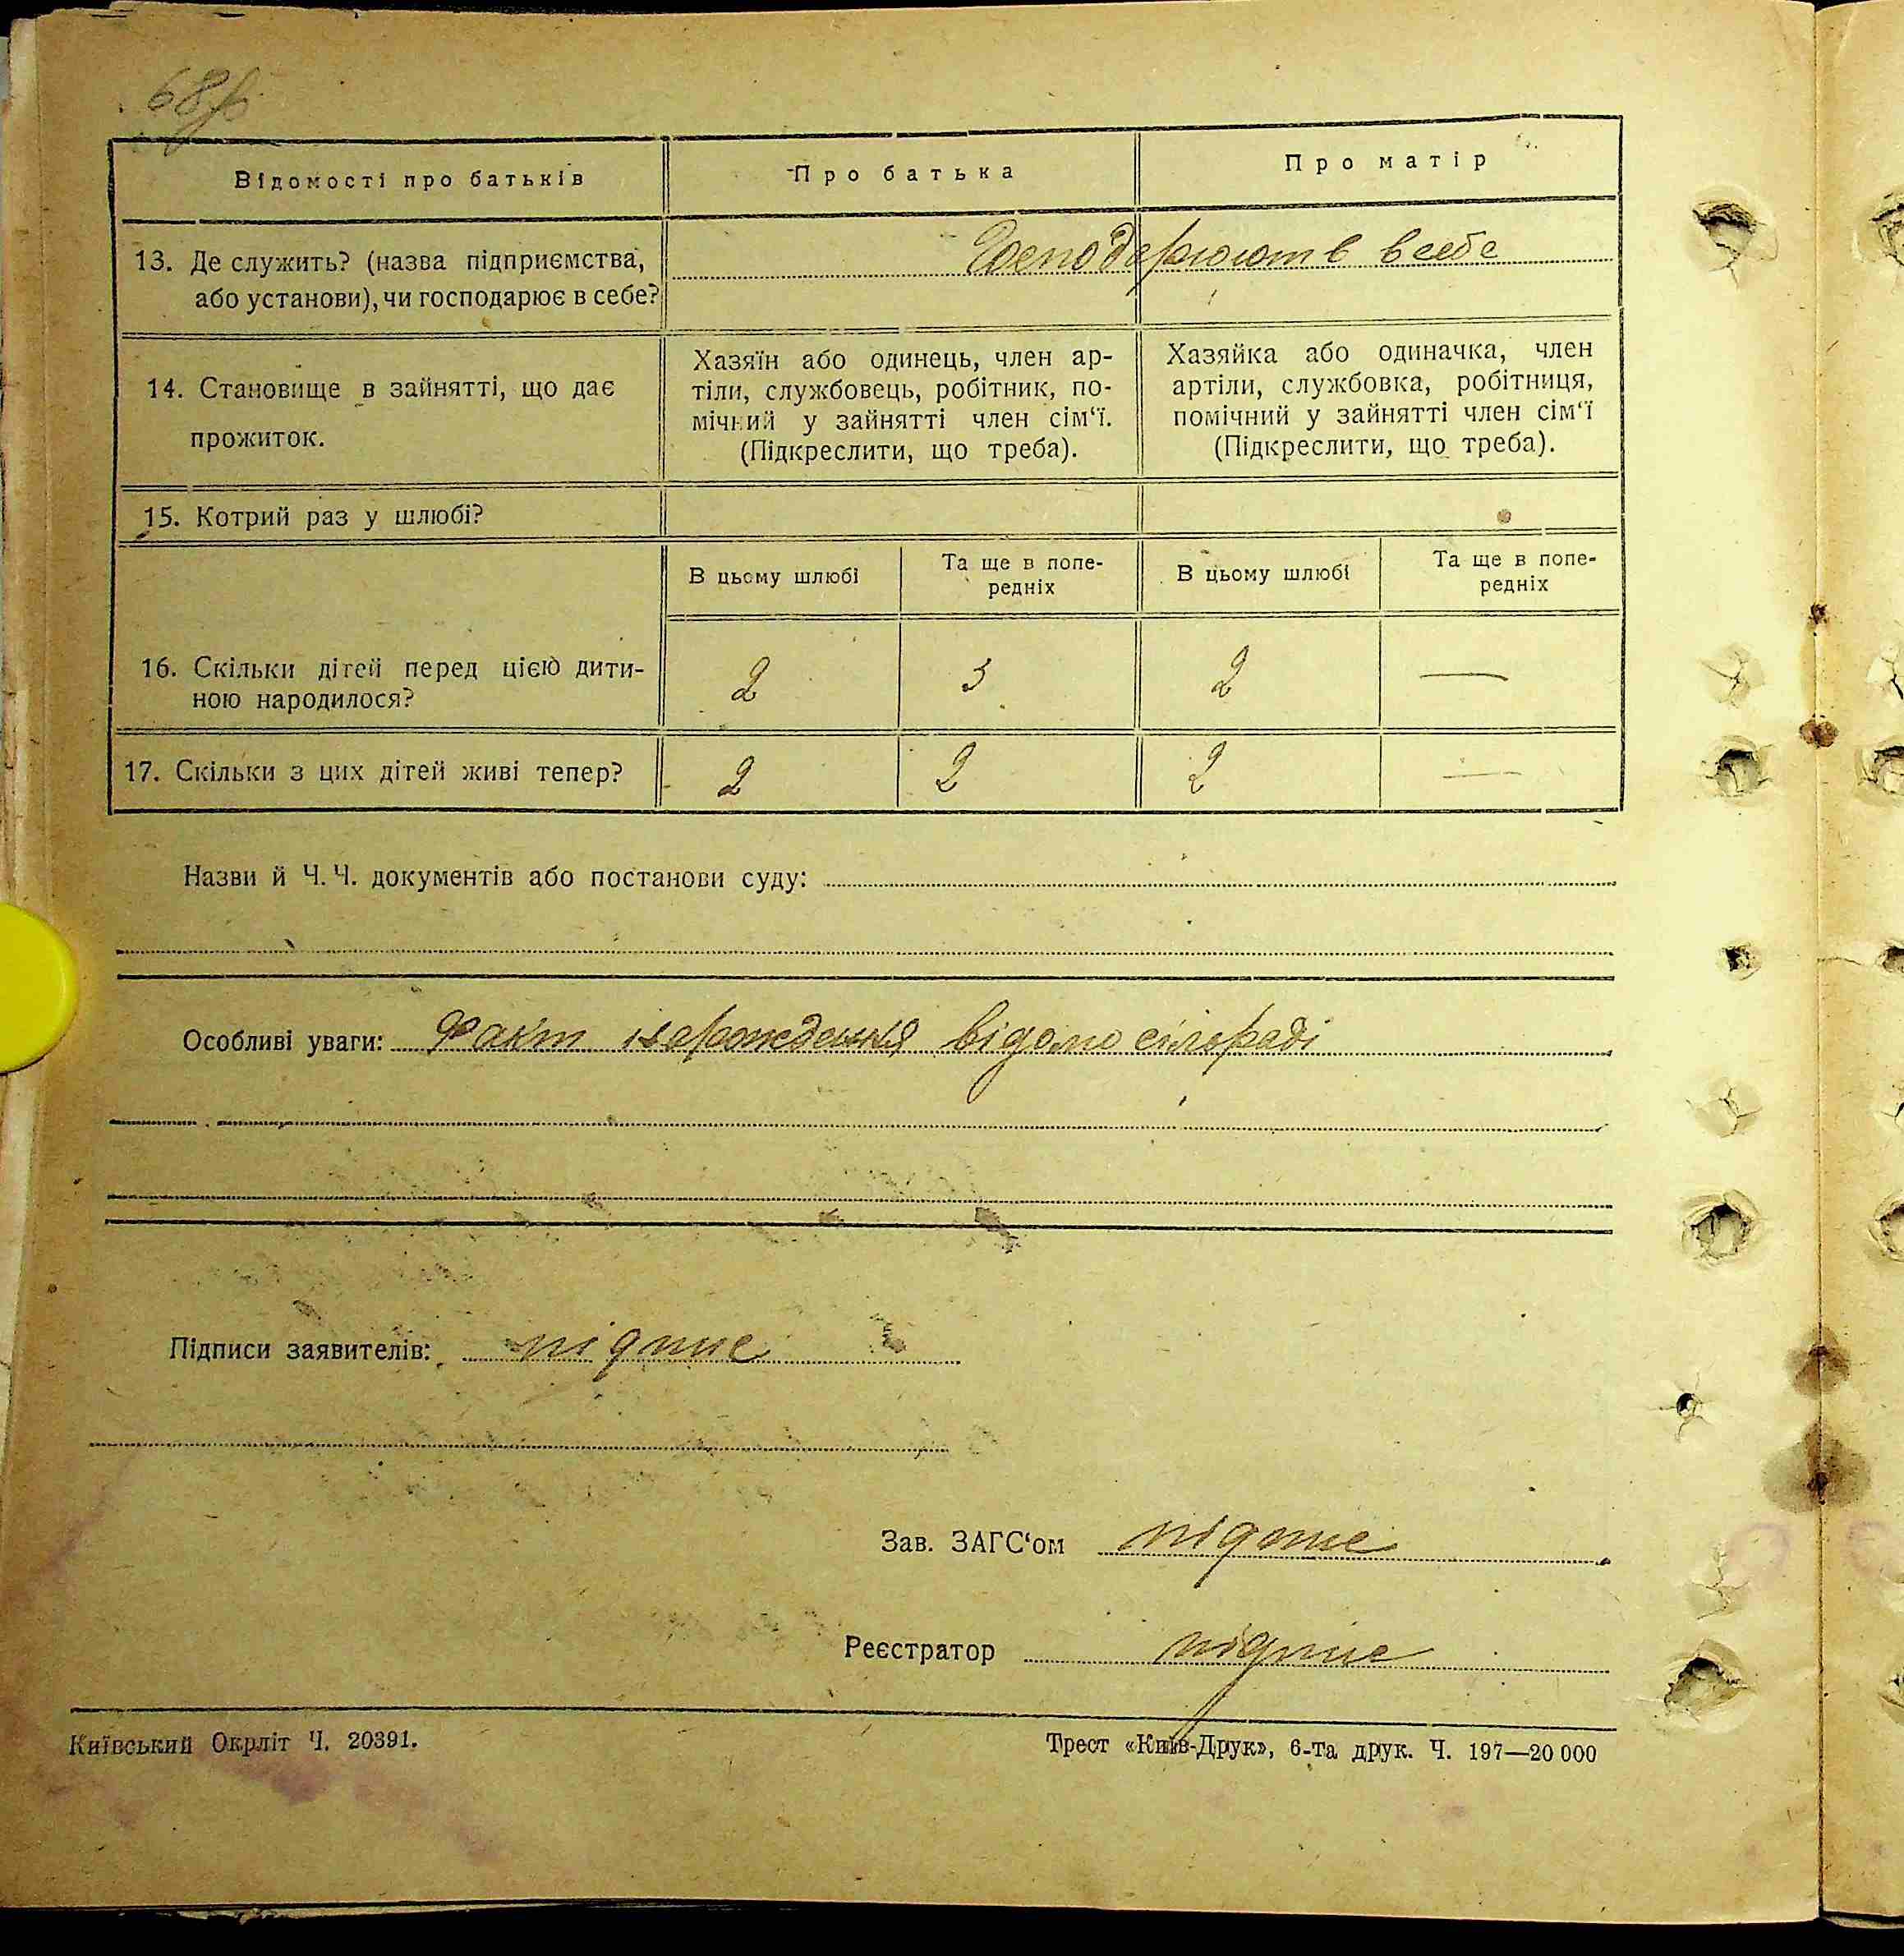 68
Відомості про батьків
Про батька
Про матір
13. Де служить? (назва підприємства,
або установи), чи господарює в себе?
Господарюють в себе
14. Становище в зайнятті, що дає
прожиток.
Хазяїн або одинець, член ар-
тіли, службовець, робітник, по-
мічний у зайнятті член сім‘ї.
(Підкреслити, що треба).
Хазяйка або одиначка, член
артіли, службовка, робітниця,
помічний у зайнятті член сім‘ї
(Підкреслити, що треба).
15. Котрий раз у шлюбі?
В цьому шлюбі
Та ще в попе-
редніх
В цьому шлюбі
Та ще в попе-
редніх
16. Скільки дітей перед цією дити-
ною народилося?
2 3 2 —
17. Скільки з цих дітей живі тепер?
2 2 2 —
Назви й Ч.Ч. документів або постанови суду:
Особливі уваги: Факт відомо сілораді
Підписи заявителів: підпис
Зав. ЗАГС‘ом підпис
Реєстратор підпис
Київський Окрліт Ч. 20391.
Трест «Київ-Друк», 6-та друк. Ч. 197—20 000